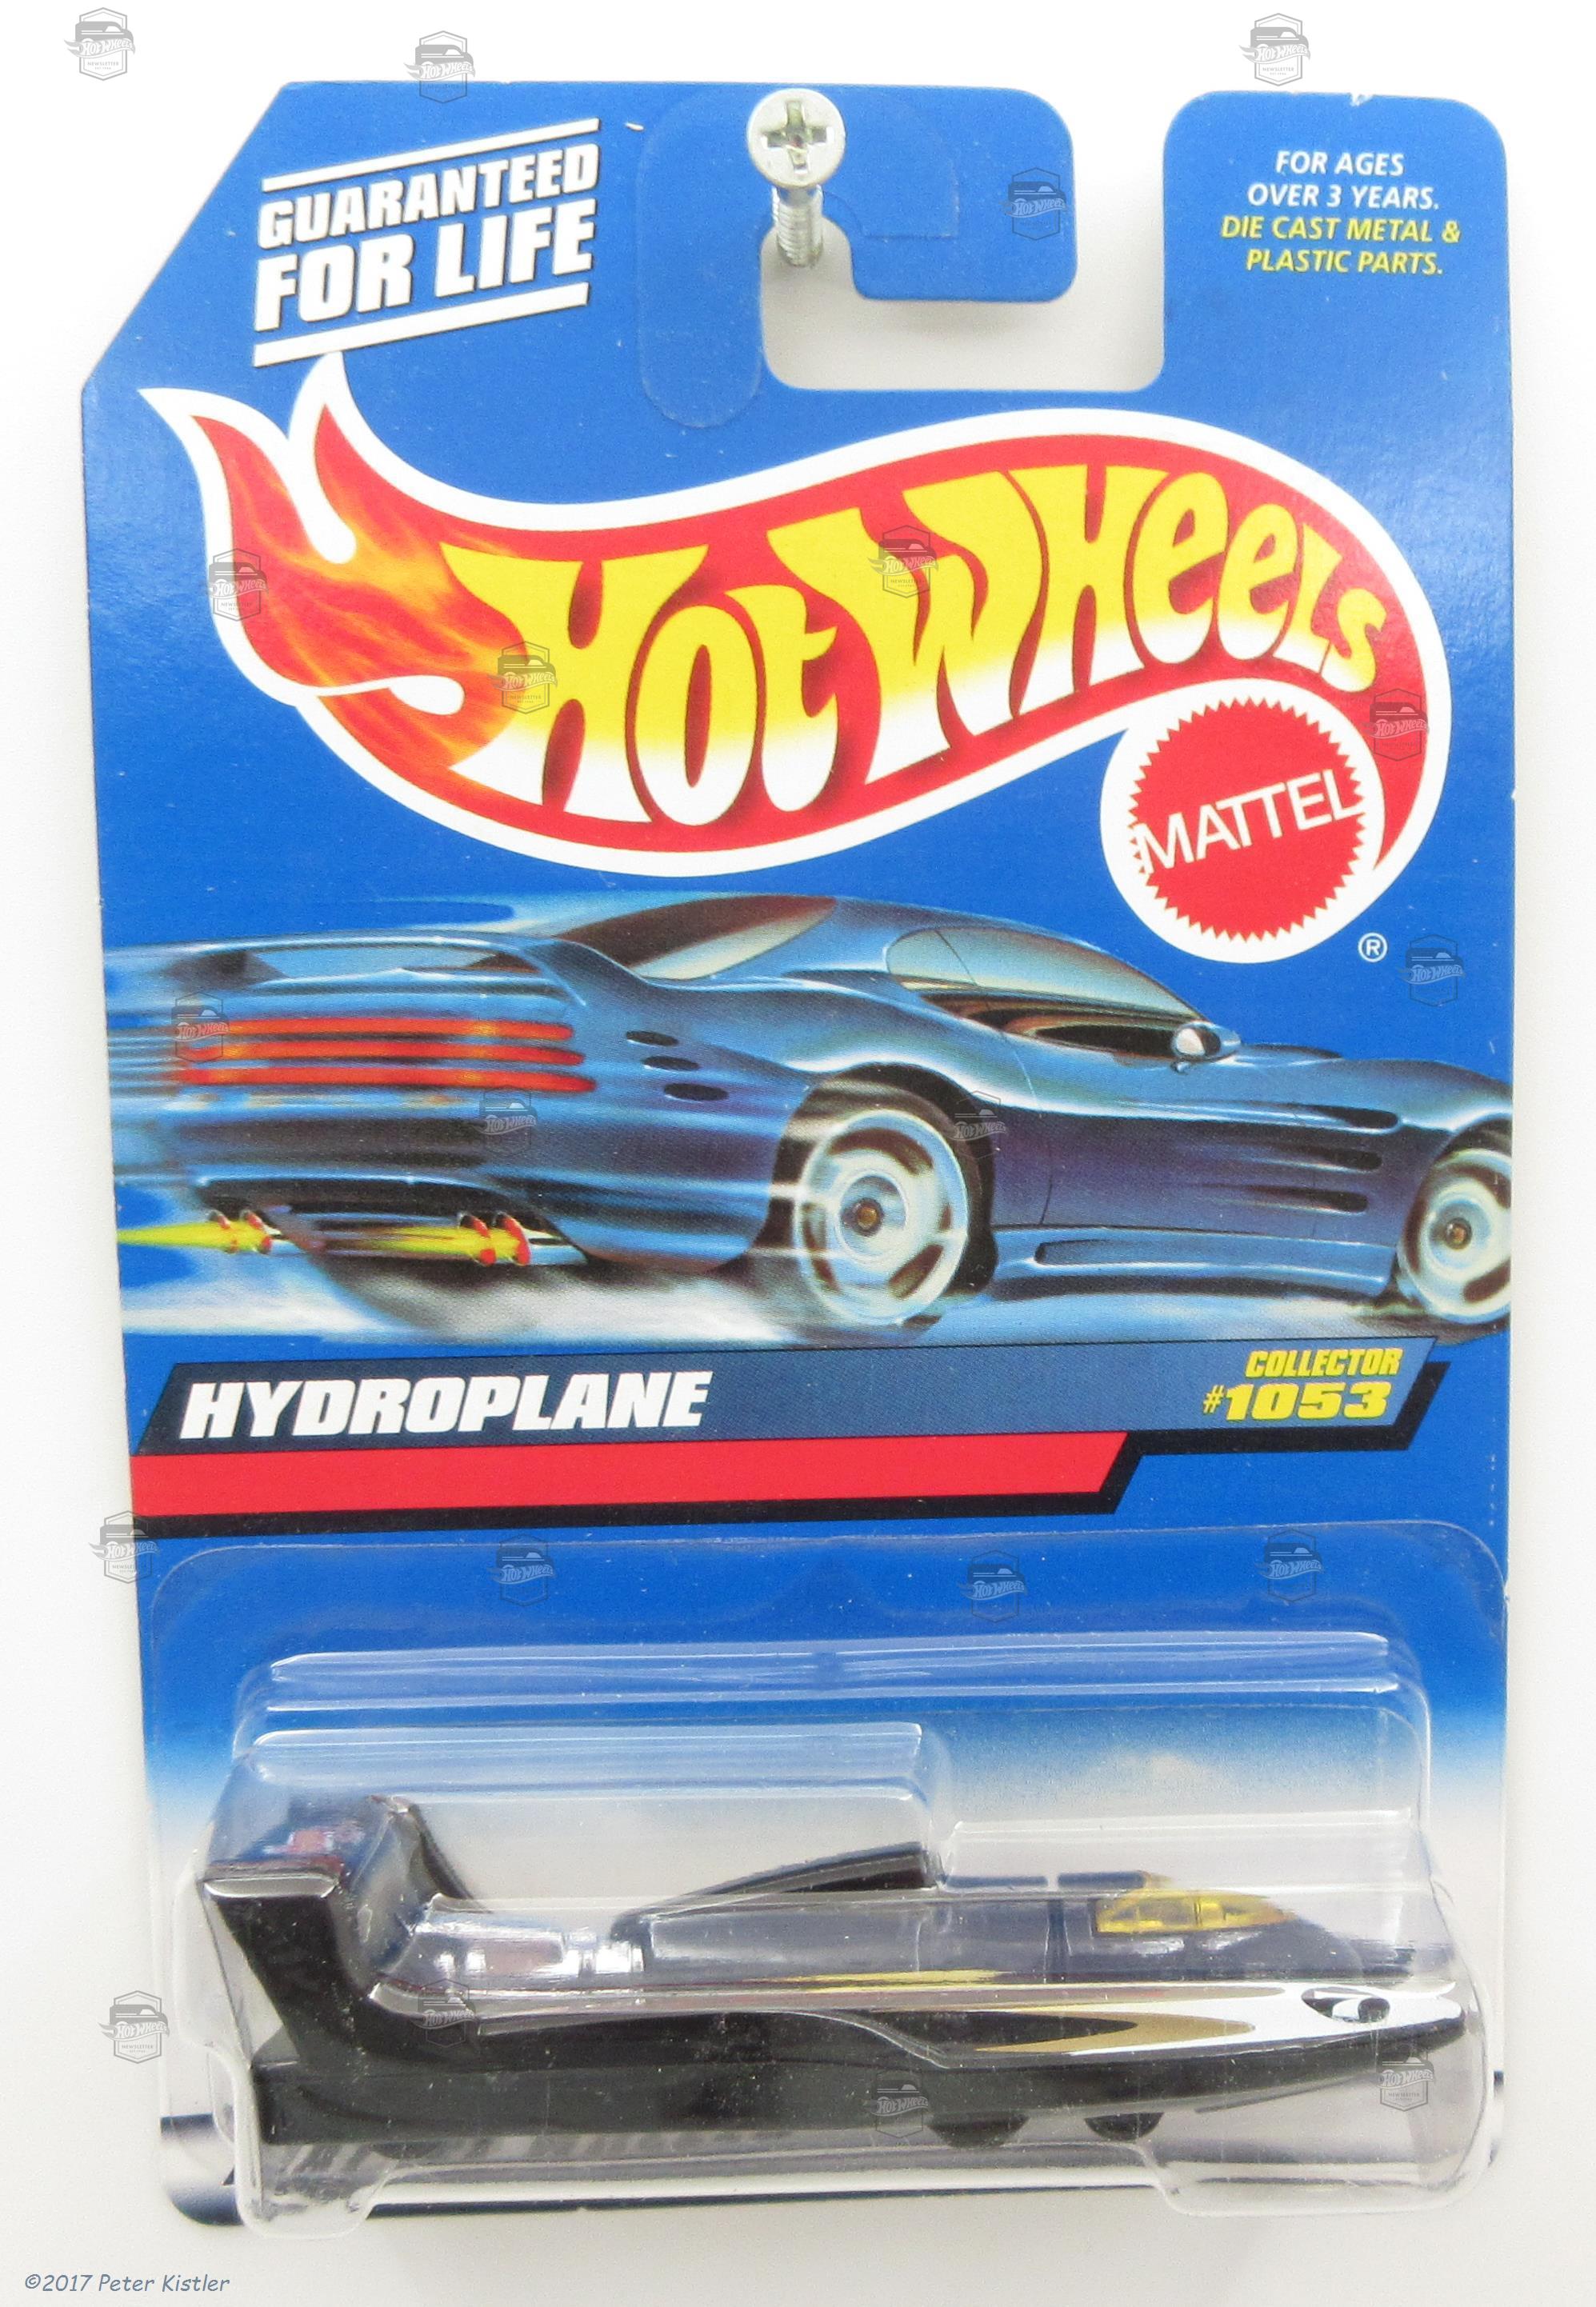 GUARANTEED
FOR LIFE
FOR AGES
OVER 3 YEARS.
DIE CAST METAL &
PLASTIC PARTS.
HOT WHEELS
MATTEL
®
HYDROPLANE
COLLECTOR
#1053
7
©2017 Peter Kistler